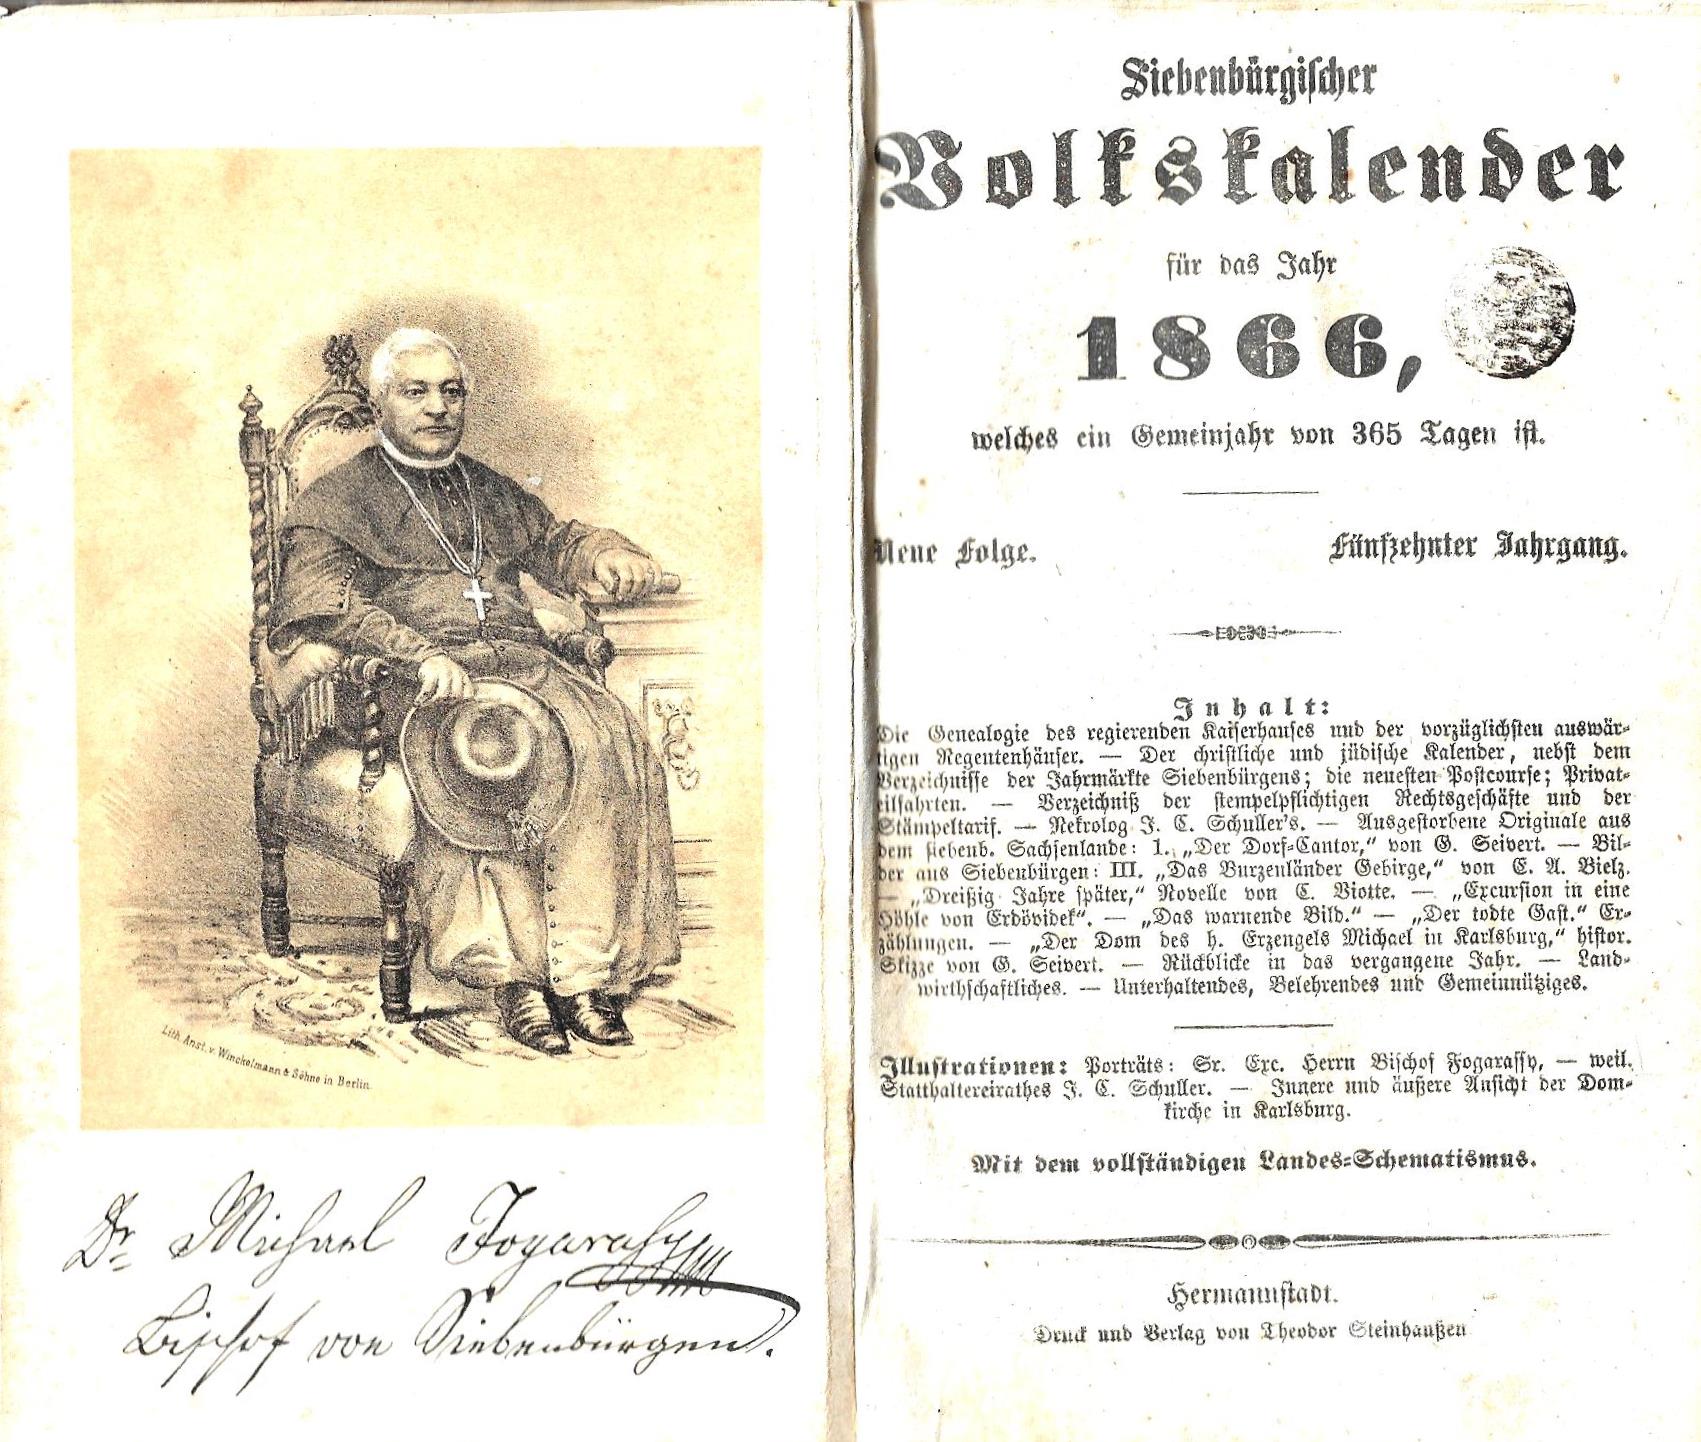 Lith. Anst. v. Winckelmann & Söhne in Berlin.
Dr. Michael Fogarasy
Bischof von Siebenbürgen.
Siebenbürgischer
Volkskalender
für das Jahr
1866,
welches ein Gemeinjahr von 365 Tagen ist.
Neue Folge. Fünfzehnter Jahrgang.
Inhalt:
Die Genealogie des regierenden Kaiserhauses und der vorzüglichsten auswär-
tigen Regentenhäuser. — Der christliche und jüdische Kalender, nebst dem
Verzeichnisse der Jahrmärkte Siebenbürgens; die neuesten Postcourse; Privat-
eilfahrten. — Verzeichniß der stempelpflichtigen Rechtsgeschäfte und der
Stämpeltarif. — Nekrolog J. C. Schuller's. — Ausgestorbene Originale aus
dem siebenb. Sachsenlande: 1. „Der Dorf-Cantor,“ von G. Seivert. — Bil-
der aus Siebenbürgen: III. „Das Burzenländer Gebirge,“ von E. A. Bielz.
— „Dreißig Jahre später,“ Novelle von C. Viotte. — „Excursion in eine
Höhle von Erdövidek“. — „Das warnende Bild.“ — „Der todte Gast.“ Er-
zählungen. — „Der Dom des h. Erzengels Michael in Karlsburg,“ histor.
Skizze von G. Seivert. — Rückblicke in das vergangene Jahr. — Land-
wirthschaftliches. — Unterhaltendes, Belehrendes und Gemeinnütziges.
Illustrationen: Porträts: Sr. Exc. Herrn Bischof Fogarassy, — weil.
Statthaltereirathes J. C. Schuller. — Innere und äußere Ansicht der Dom-
kirche in Karlsburg.
Mit dem vollständigen Landes-Schematismus.
Hermannstadt.
Druck und Verlag von Theodor Steinhaußen